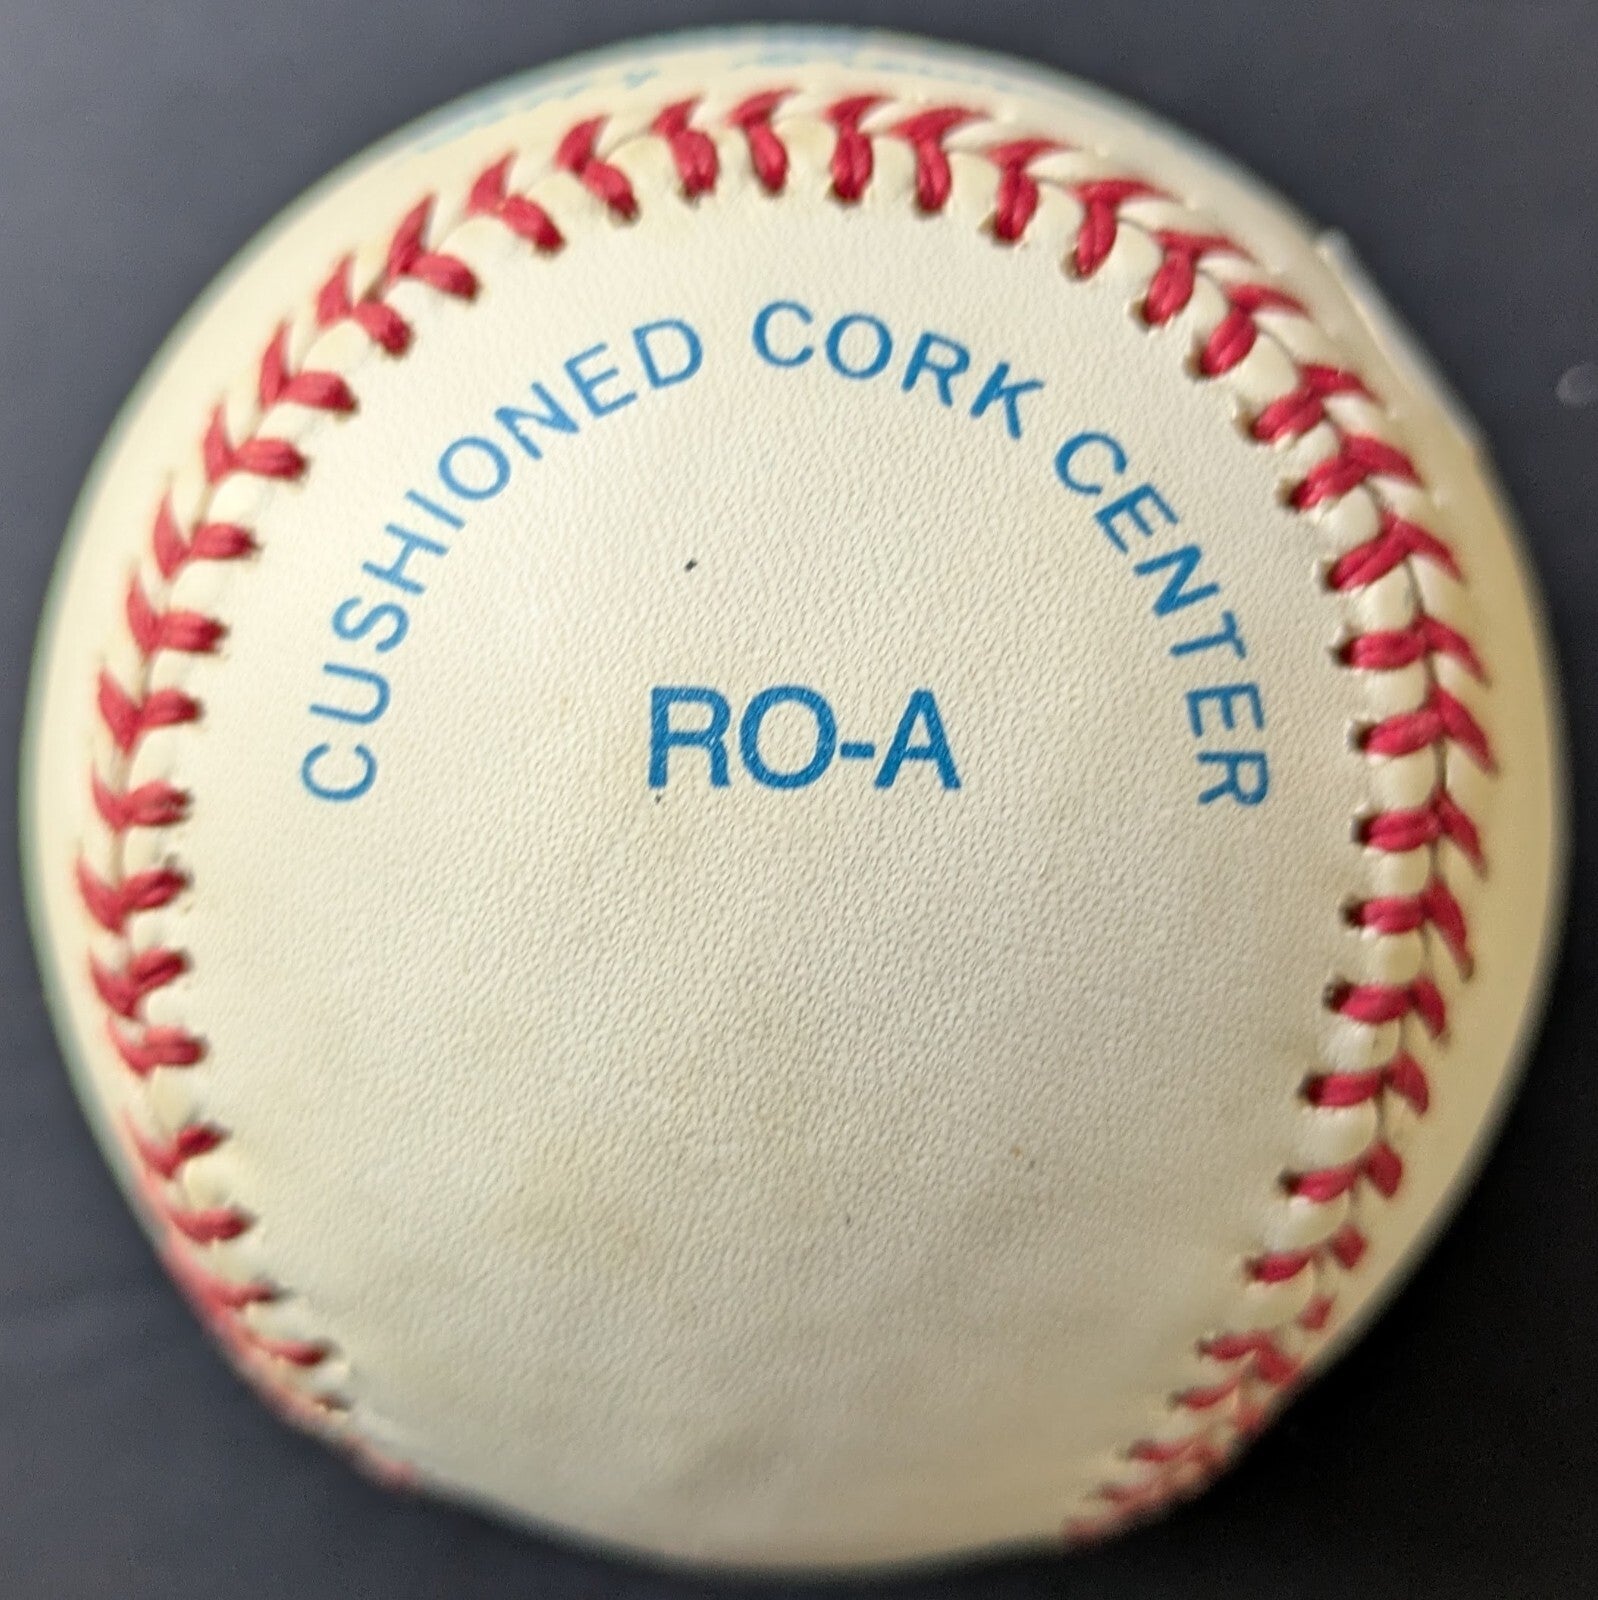 CUSHIONED CORK CENTER
RO-A